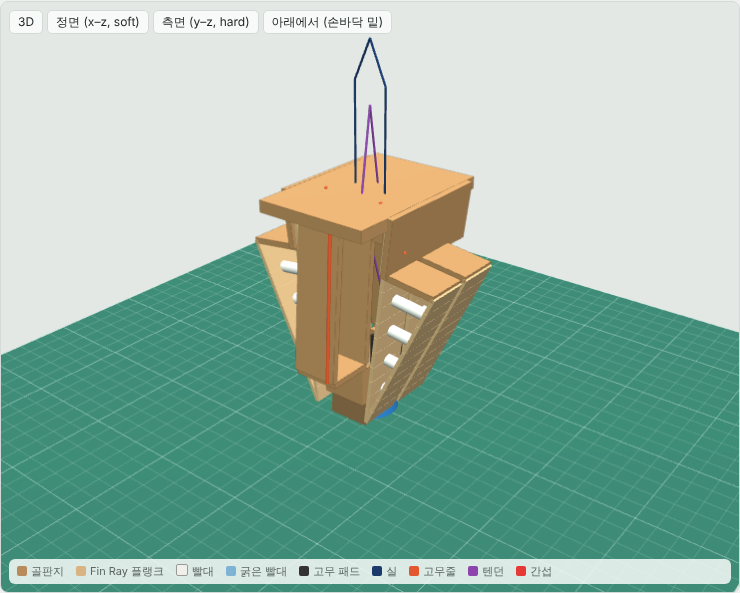 3D 정면 (x–z, soft) 측면 (y–z, hard) 아래에서 (손바닥 밑)
골판지 Fin Ray 플랭크 빨대 굵은 빨대 고무 패드 실 고무줄 텐던 간섭